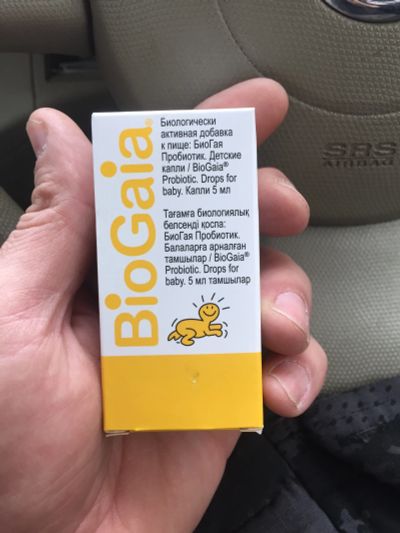 BioGaia®
Биологически
активная добавка
к пище: БиоГая
Пробиотик. Детские
капли / BioGaia®
Probiotic. Drops for
baby. Капли 5 мл
Тағамға биологиялық
белсенді қоспа:
БиоГая Пробиотик.
Балаларға арналған
тамшылар / BioGaia®
Probiotic. Drops for
baby. 5 мл тамшылар
SRS
AIRBAG